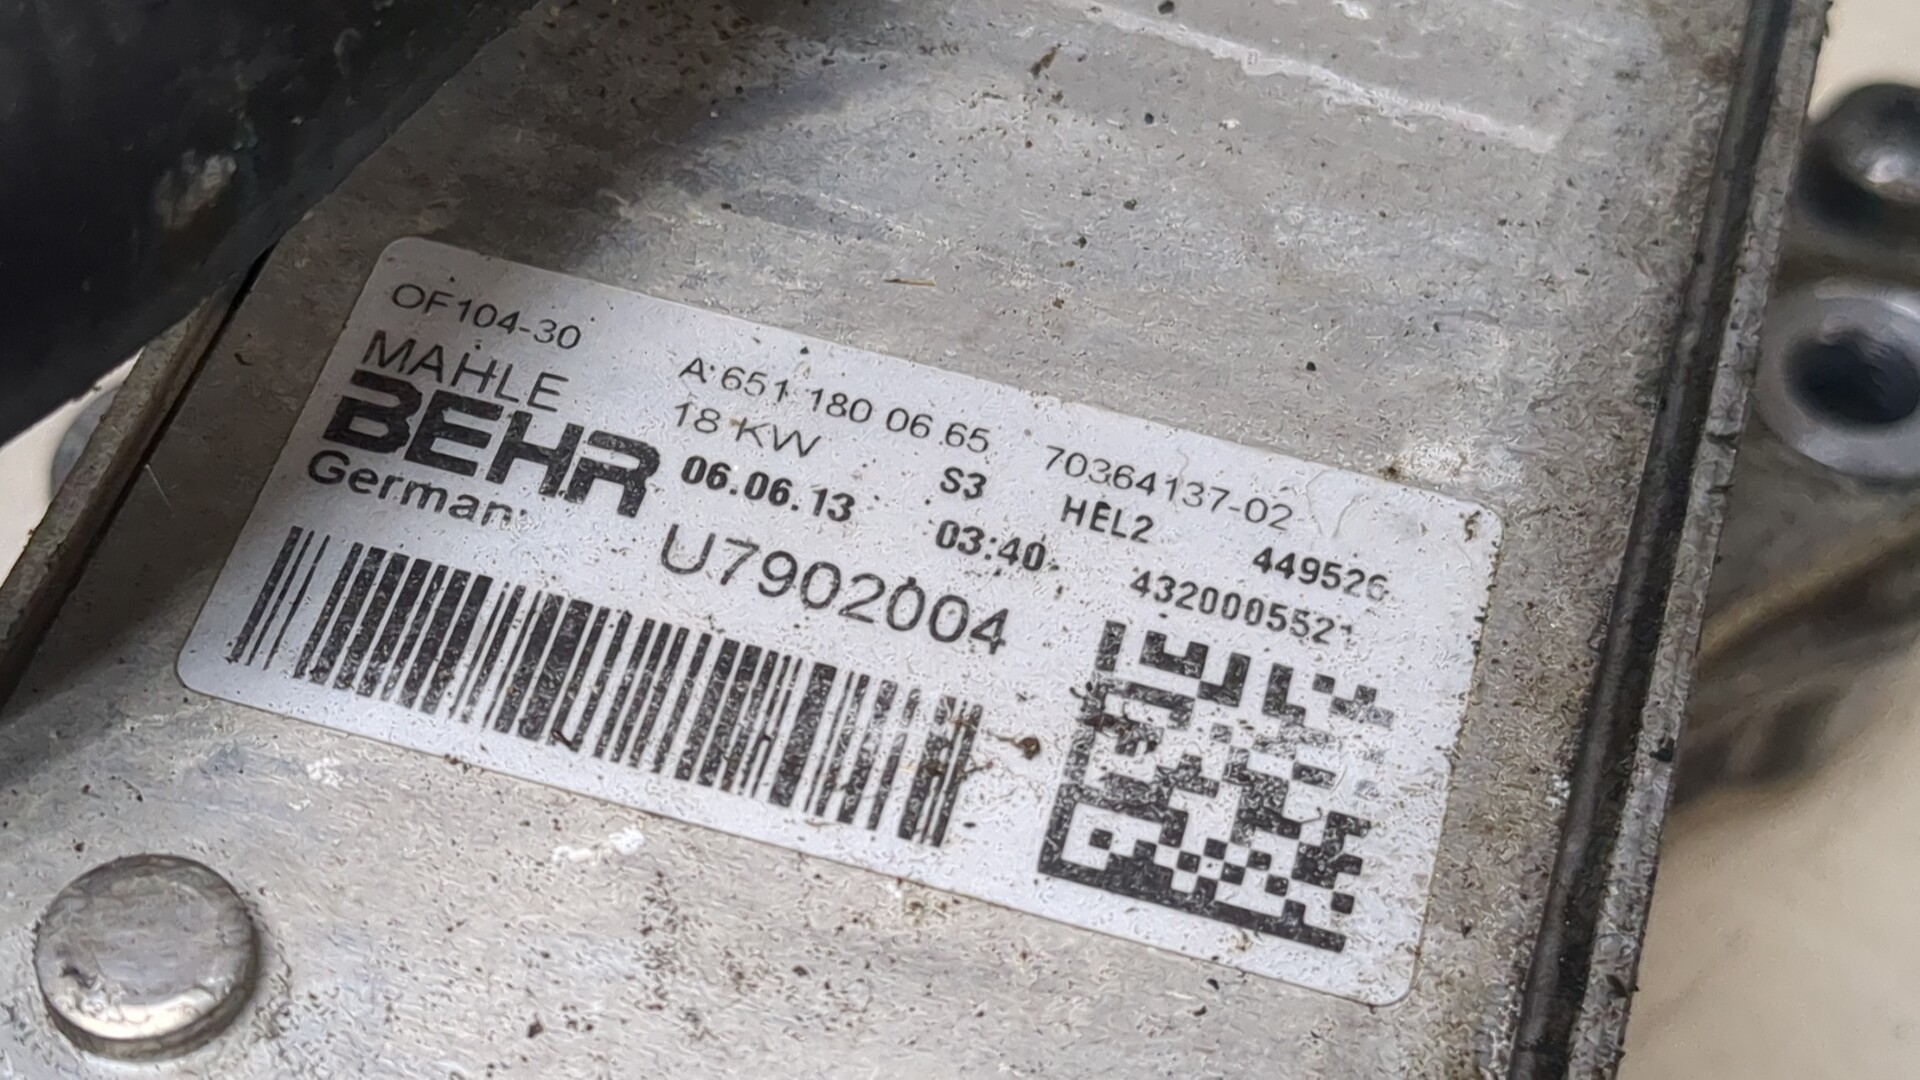 OF104-30
MAHLE
BEHR
Germany
A 651 180 06 65 70364137-02
18 KW S3 HEL2 449526
06.06.13 03:40 4320005521
U7902004